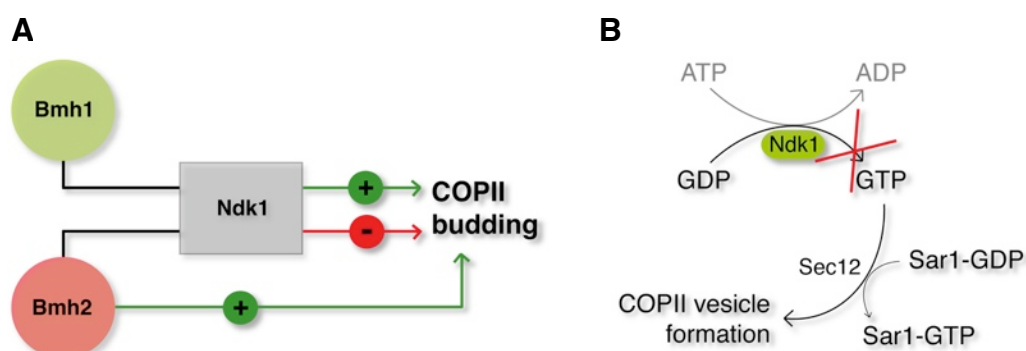 A
Bmh1
Ndk1
+
-
COPII
budding
Bmh2
+
B
ATP
ADP
Ndk1
GDP
GTP
Sec12
Sar1-GDP
COPII vesicle
formation
Sar1-GTP